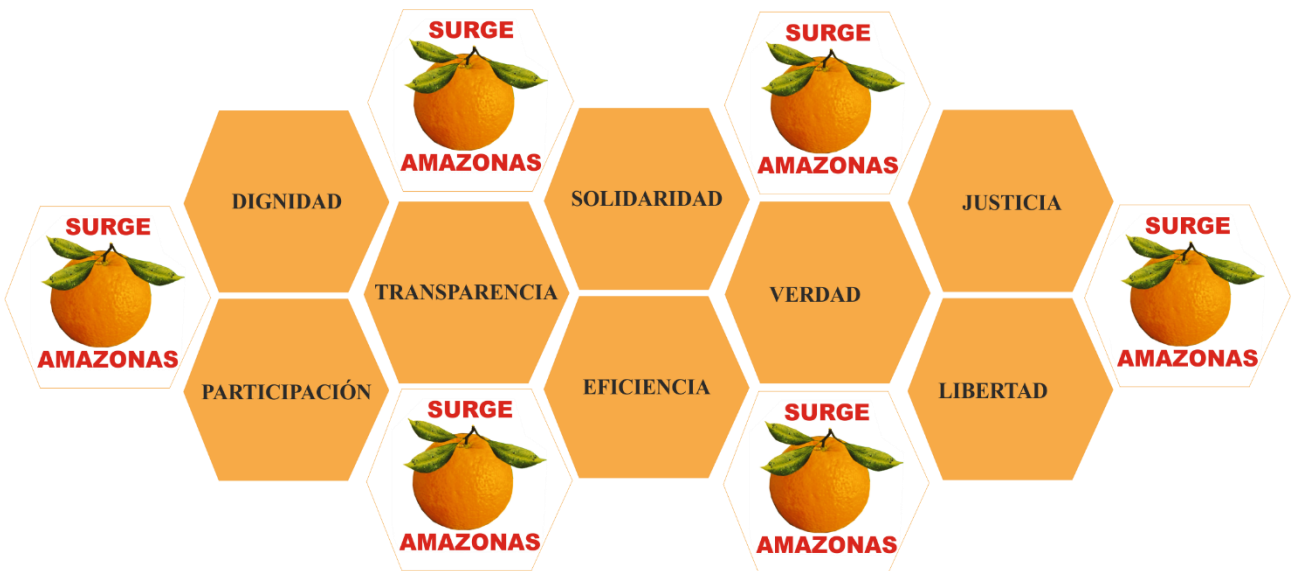 SURGE
AMAZONAS
SURGE
AMAZONAS
DIGNIDAD
SOLIDARIDAD
JUSTICIA
SURGE
AMAZONAS
TRANSPARENCIA
VERDAD
SURGE
AMAZONAS
PARTICIPACIÓN
EFICIENCIA
LIBERTAD
SURGE
AMAZONAS
SURGE
AMAZONAS